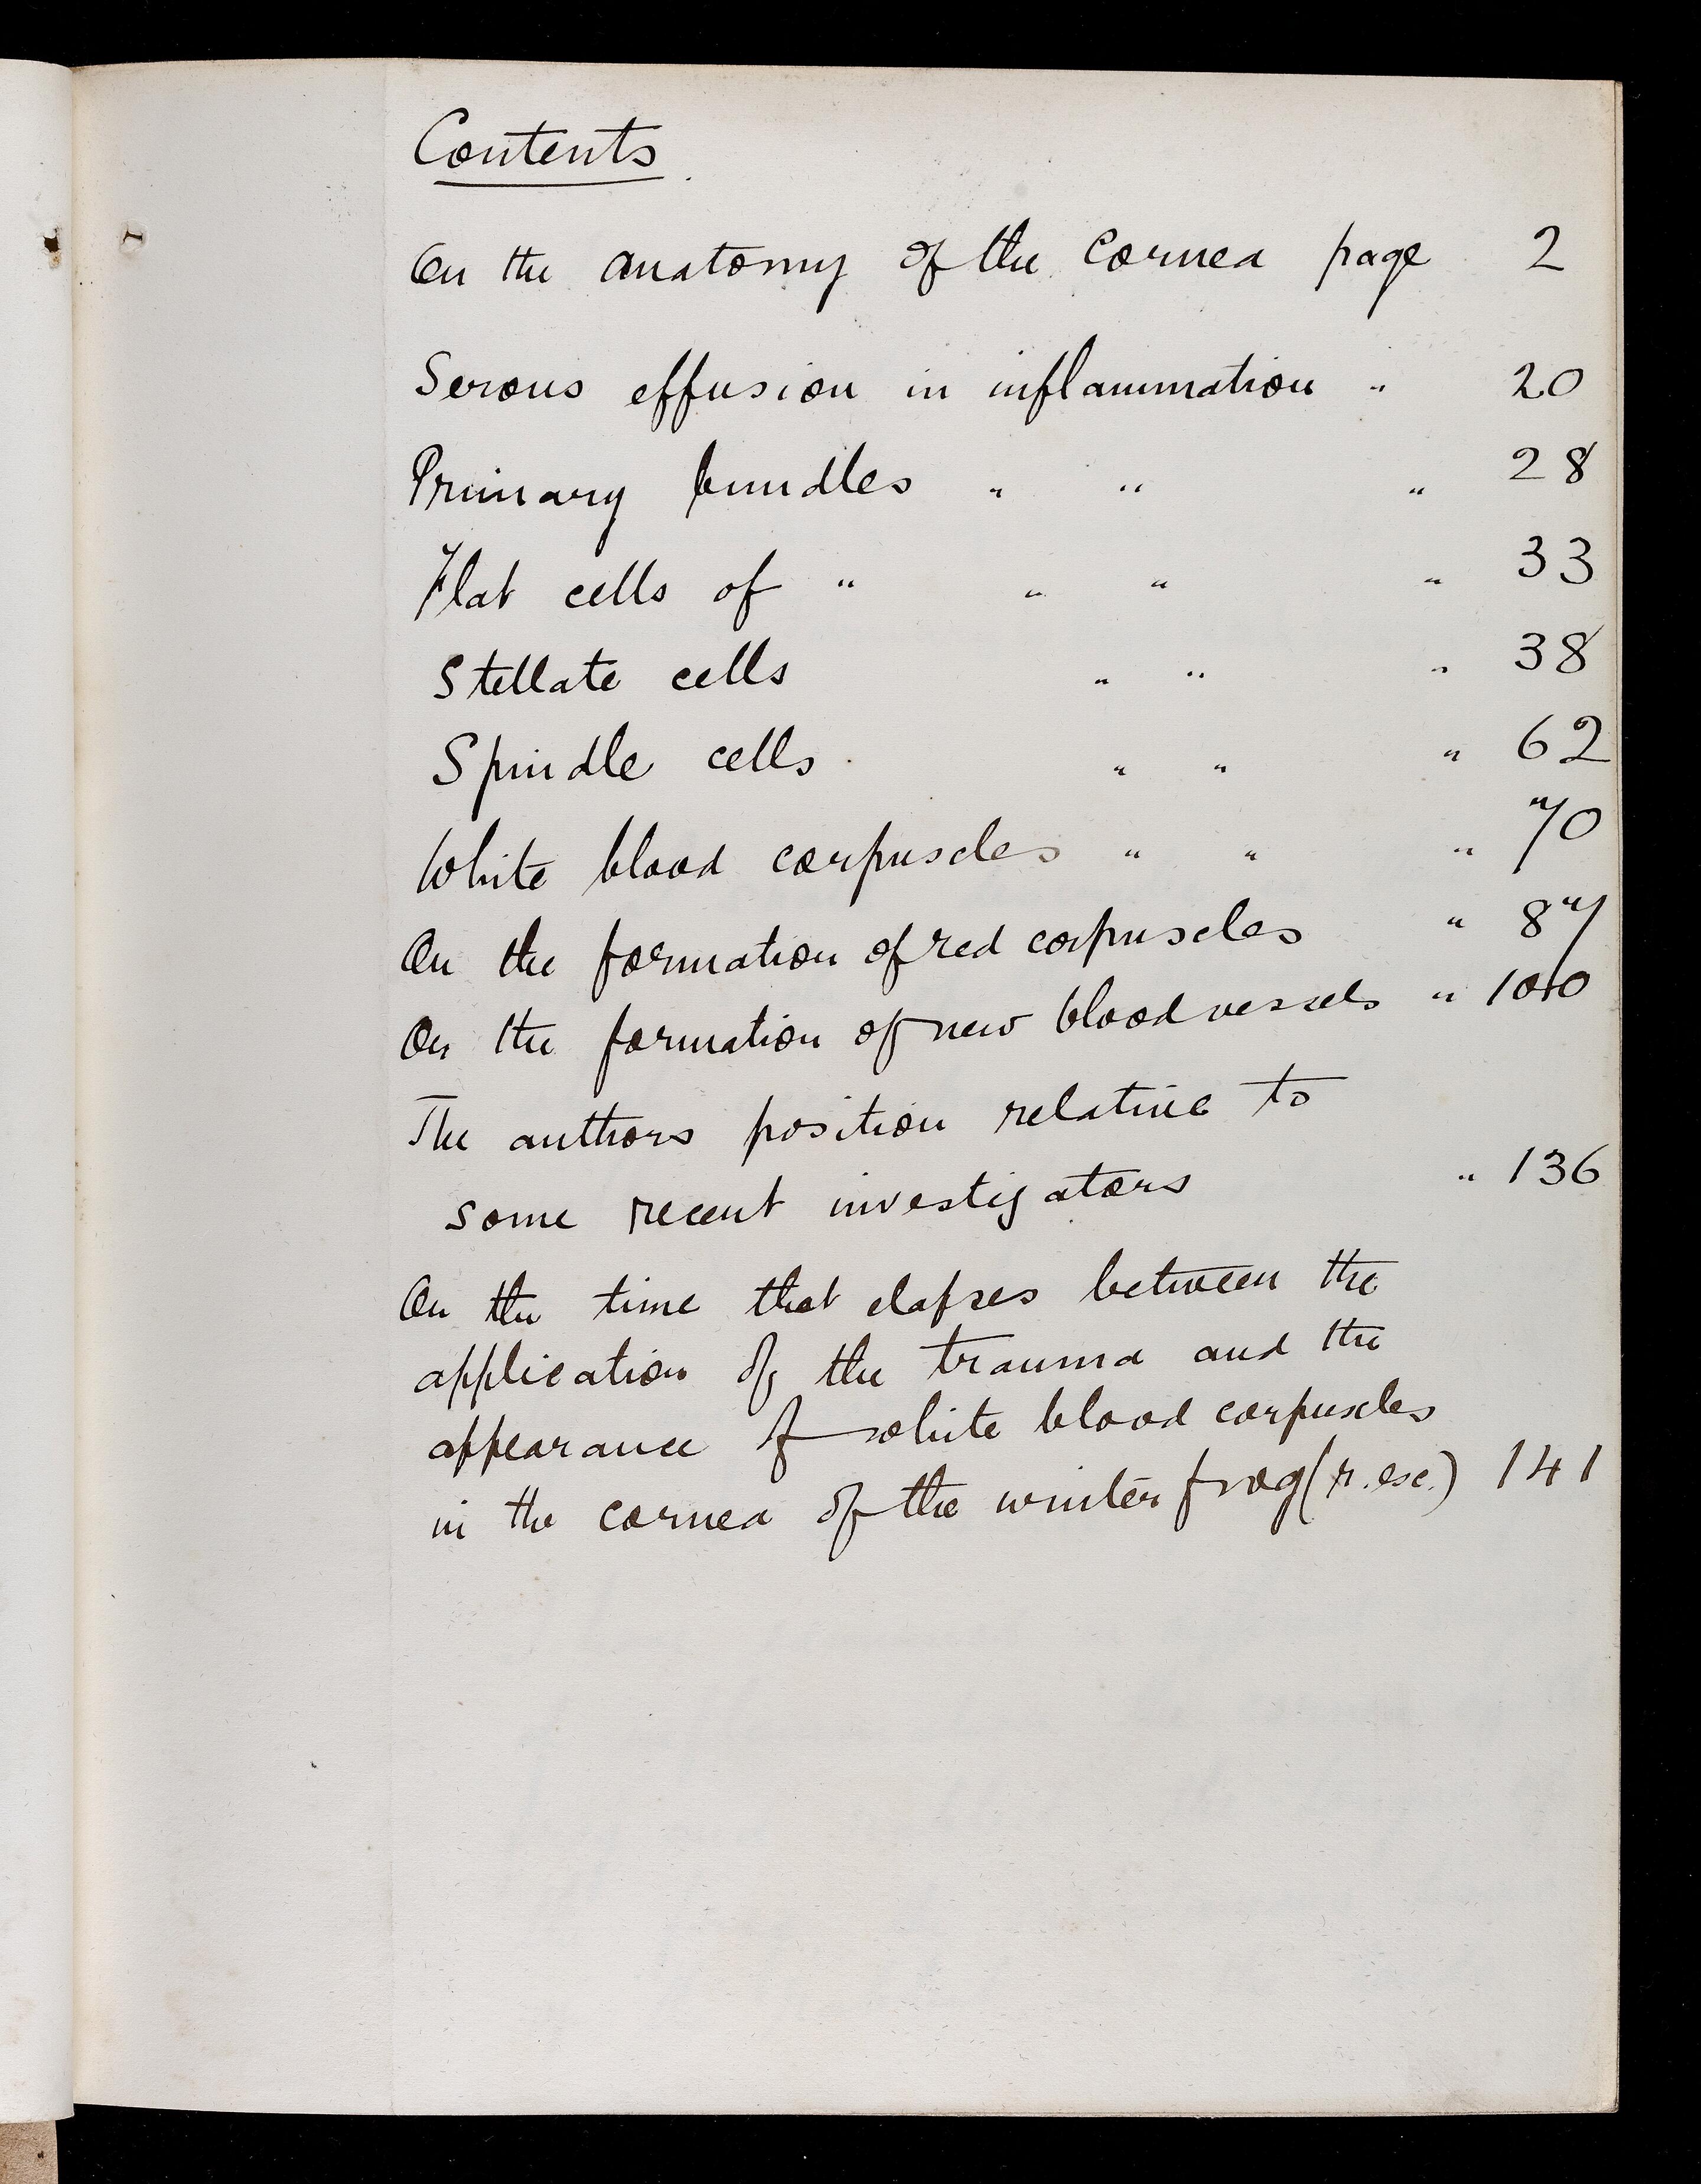 Contents.
On the anatomy of the cornea page 2
Serous effusion in inflammation " 20
Primary bundles " " " 28
Flat cells of " " " " 33
Stellate cells " " " 38
Spindle cells " " " 62
White blood corpuscles " " " 70
On the formation of red corpuscles " 87
On the formation of new blood vessels " 100
The authors position relative to
some recent investigators " 136
On the time that elapses between the
application of the trauma and the
appearance of white blood corpuscles
in the cornea of the winter frog (r. esc.) 141